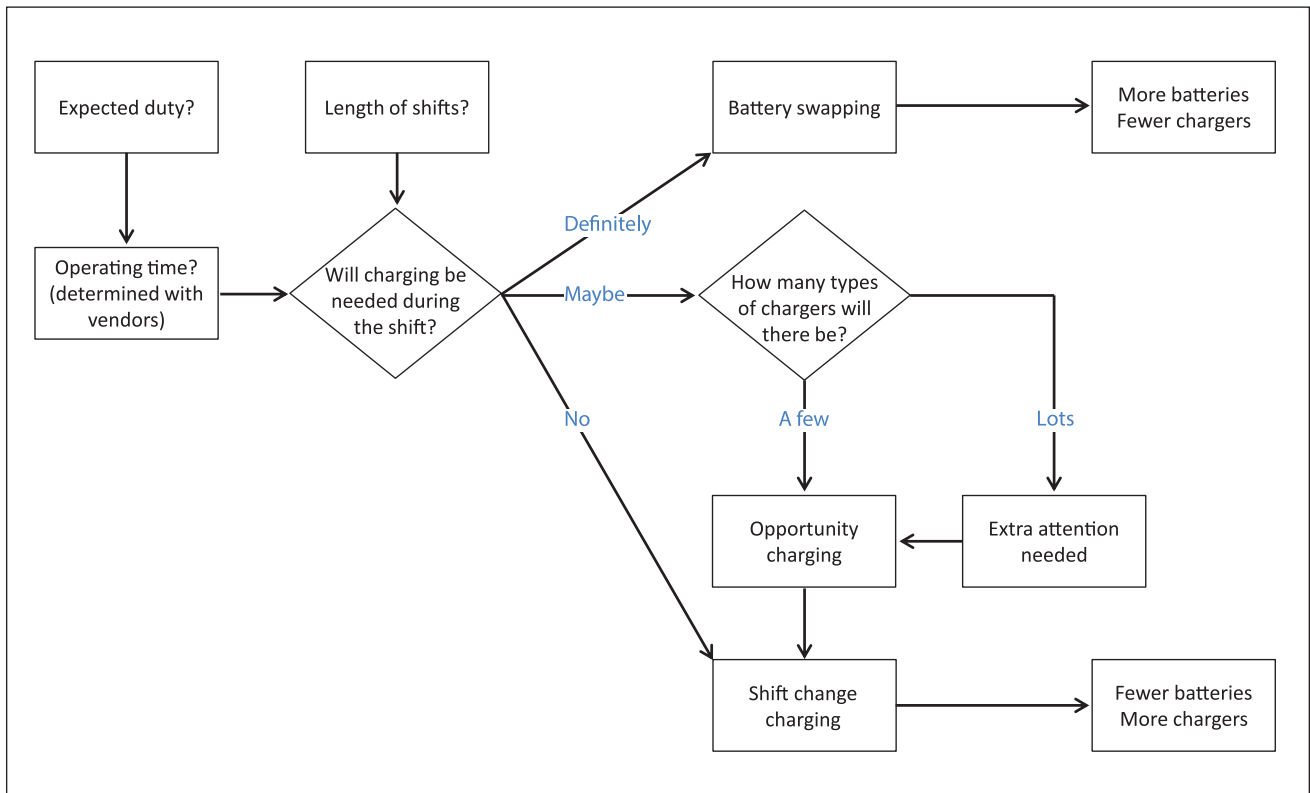 Expected duty?
Length of shifts?
Battery swapping
More batteries
Fewer chargers
Definitely
Operating time?
(determined with
vendors)
Will charging be
needed during
the shift?
Maybe
How many types
of chargers will
there be?
No
A few
Lots
Opportunity
charging
Extra attention
needed
Shift change
charging
Fewer batteries
More chargers